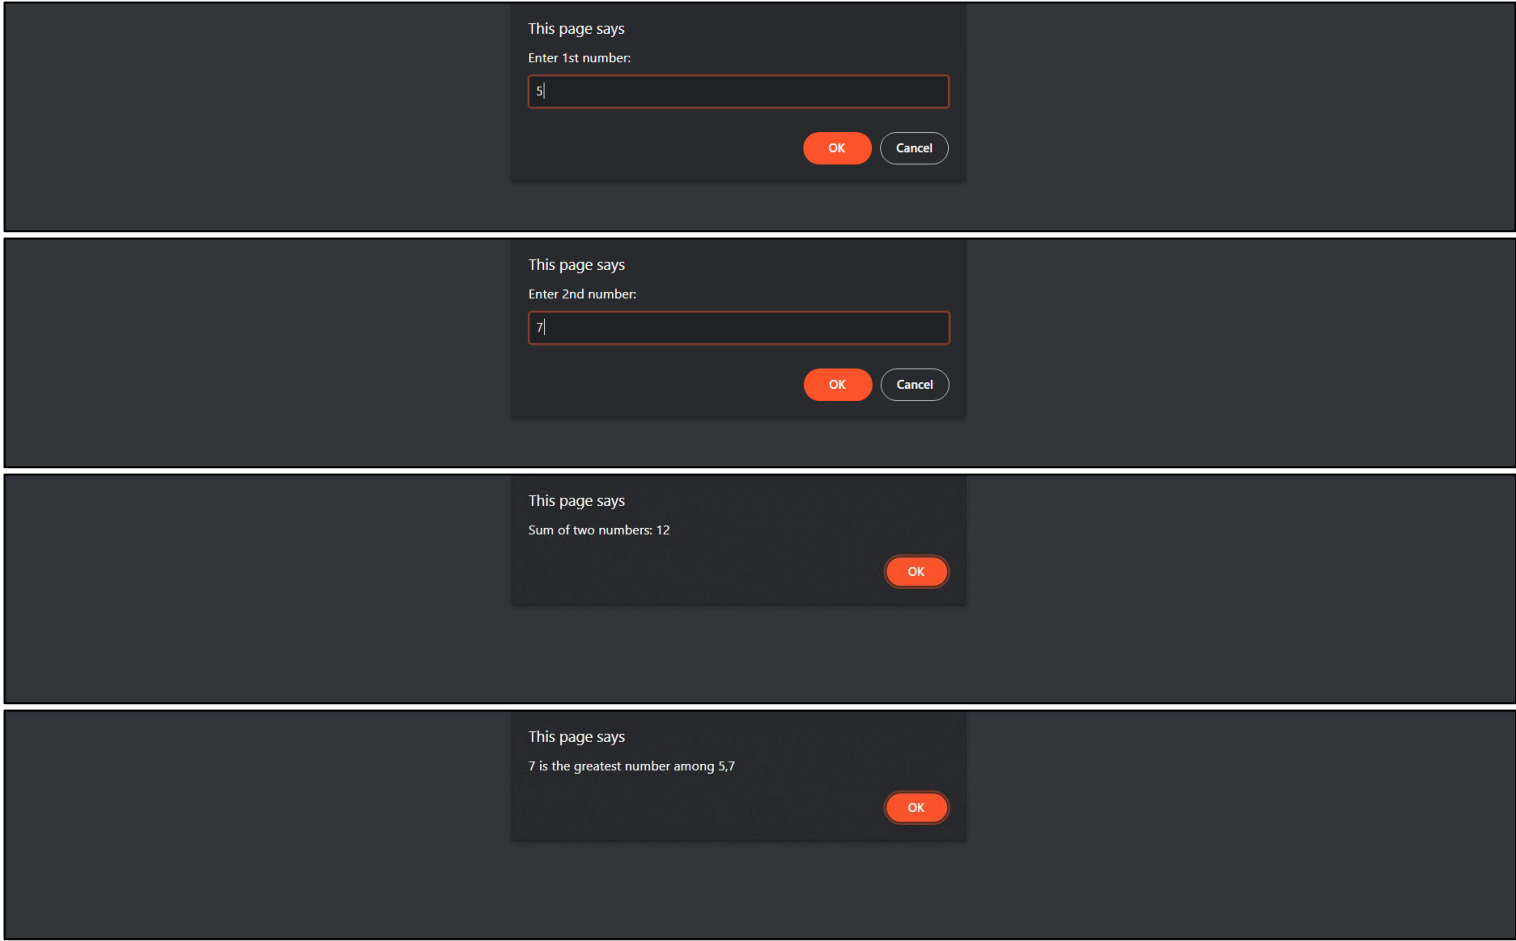 This page says
Enter 1st number:
5
OK Cancel
This page says
Enter 2nd number:
7
OK Cancel
This page says
Sum of two numbers: 12
OK
This page says
7 is the greatest number among 5,7
OK